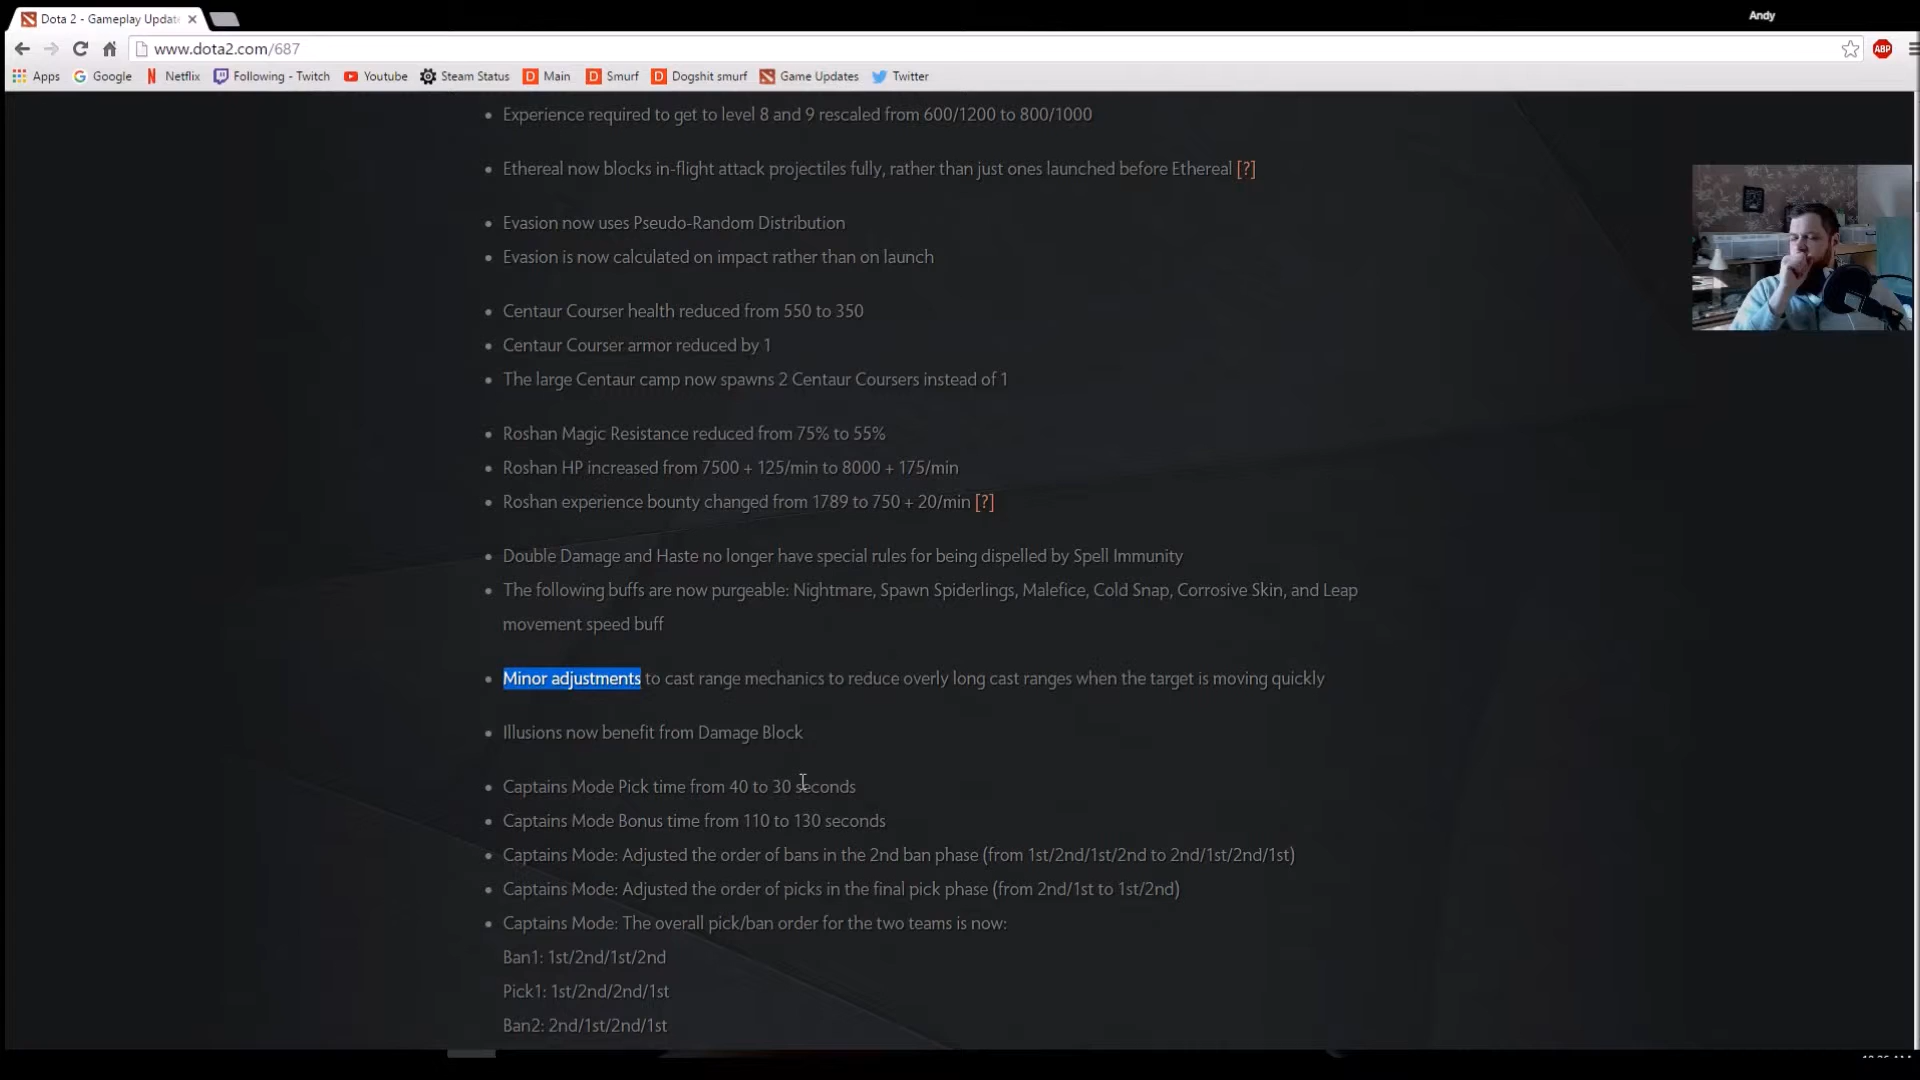 Andy
Dota 2 - Gameplay Updat
www.dota2.com/687
ABP
Apps Google Netflix Following - Twitch Youtube Steam Status Main Smurf Dogshit smurf Game Updates Twitter
Experience required to get to level 8 and 9 rescaled from 600/1200 to 800/1000
Ethereal now blocks in-flight attack projectiles fully, rather than just ones launched before Ethereal [?]
Evasion now uses Pseudo-Random Distribution
Evasion is now calculated on impact rather than on launch
Centaur Courser health reduced from 550 to 350
Centaur Courser armor reduced by 1
The large Centaur camp now spawns 2 Centaur Coursers instead of 1
Roshan Magic Resistance reduced from 75% to 55%
Roshan HP increased from 7500 + 125/min to 8000 + 175/min
Roshan experience bounty changed from 1789 to 750 + 20/min [?]
Double Damage and Haste no longer have special rules for being dispelled by Spell Immunity
The following buffs are now purgeable: Nightmare, Spawn Spiderlings, Malefice, Cold Snap, Corrosive Skin, and Leap
movement speed buff
Minor adjustments to cast range mechanics to reduce overly long cast ranges when the target is moving quickly
Illusions now benefit from Damage Block
Captains Mode Pick time from 40 to 30 seconds
Captains Mode Bonus time from 110 to 130 seconds
Captains Mode: Adjusted the order of bans in the 2nd ban phase (from 1st/2nd/1st/2nd to 2nd/1st/2nd/1st)
Captains Mode: Adjusted the order of picks in the final pick phase (from 2nd/1st to 1st/2nd)
Captains Mode: The overall pick/ban order for the two teams is now:
Ban1: 1st/2nd/1st/2nd
Pick1: 1st/2nd/2nd/1st
Ban2: 2nd/1st/2nd/1st